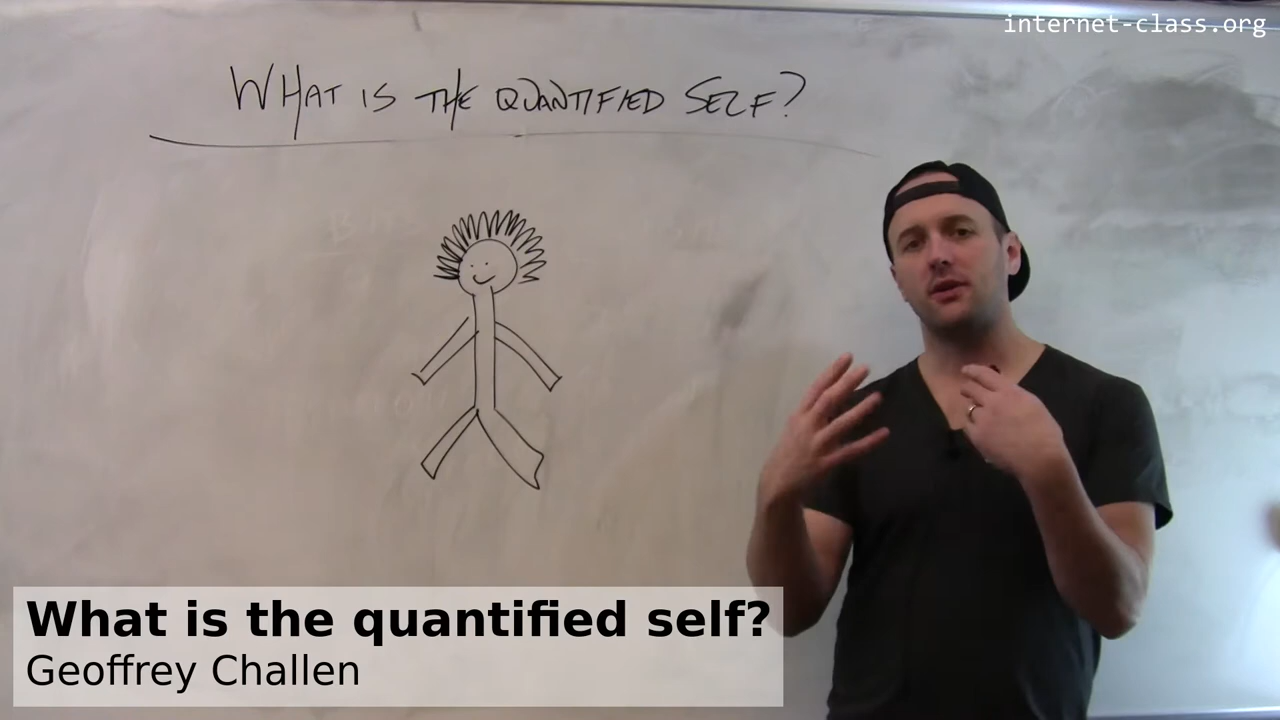 internet-class.org
WHAT IS THE QUANTIFIED SELF?
What is the quantified self?
Geoffrey Challen